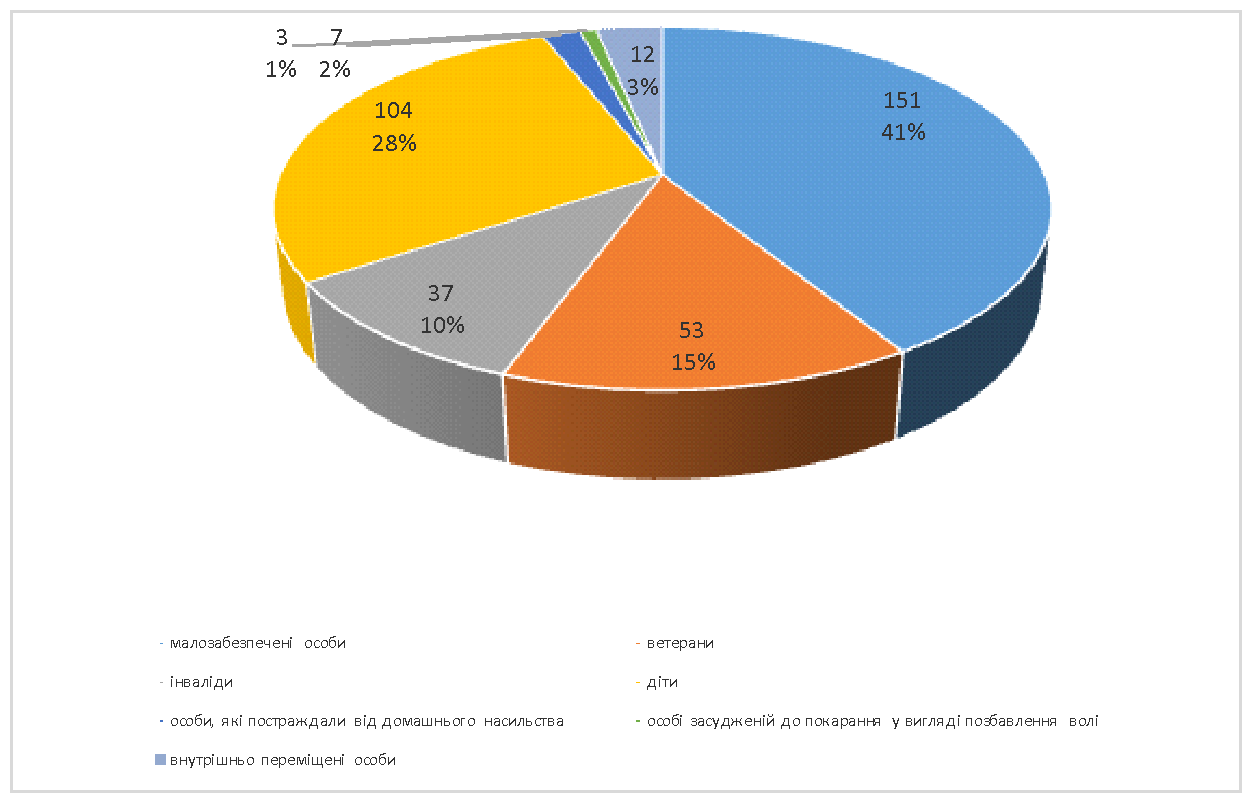 3 7
1% 2%
12
3%
151
41%
104
28%
37
10%
53
15%
малозабезпечені особи
ветерани
інваліди
діти
особи, які постраждали від домашнього насильства
особі засудженій до покарання у вигляді позбавлення волі
внутрішньо переміщені особи